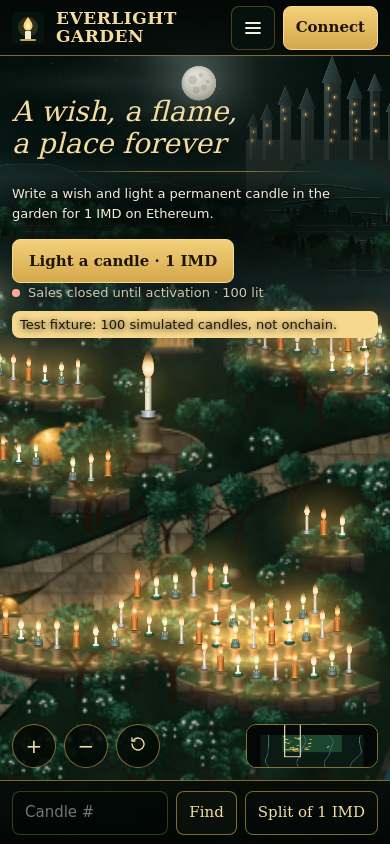 EVERLIGHT
GARDEN
Connect
A wish, a flame,
a place forever
Write a wish and light a permanent candle in the
garden for 1 IMD on Ethereum.
Light a candle · 1 IMD
Sales closed until activation · 100 lit
Test fixture: 100 simulated candles, not onchain.
+
−
Candle #
Find
Split of 1 IMD